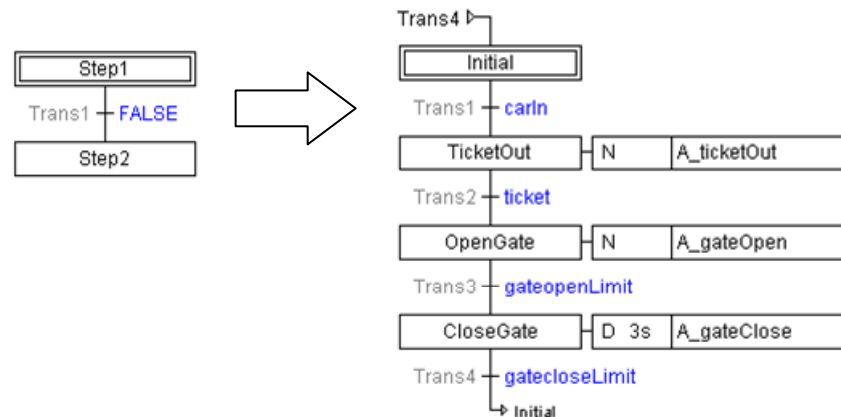 Step1
Trans1 FALSE
Step2
Trans4
Initial
Trans1 carIn
TicketOut N A_ticketOut
Trans2 ticket
OpenGate N A_gateOpen
Trans3 gateopenLimit
CloseGate D 3s A_gateClose
Trans4 gatecloseLimit
Initial